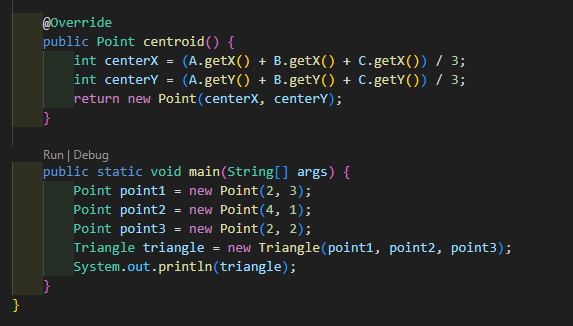 @Override
public Point centroid() {
int centerX = (A.getX() + B.getX() + C.getX()) / 3;
int centerY = (A.getY() + B.getY() + C.getY()) / 3;
return new Point(centerX, centerY);
}
Run | Debug
public static void main(String[] args) {
Point point1 = new Point(2, 3);
Point point2 = new Point(4, 1);
Point point3 = new Point(2, 2);
Triangle triangle = new Triangle(point1, point2, point3);
System.out.println(triangle);
}
}